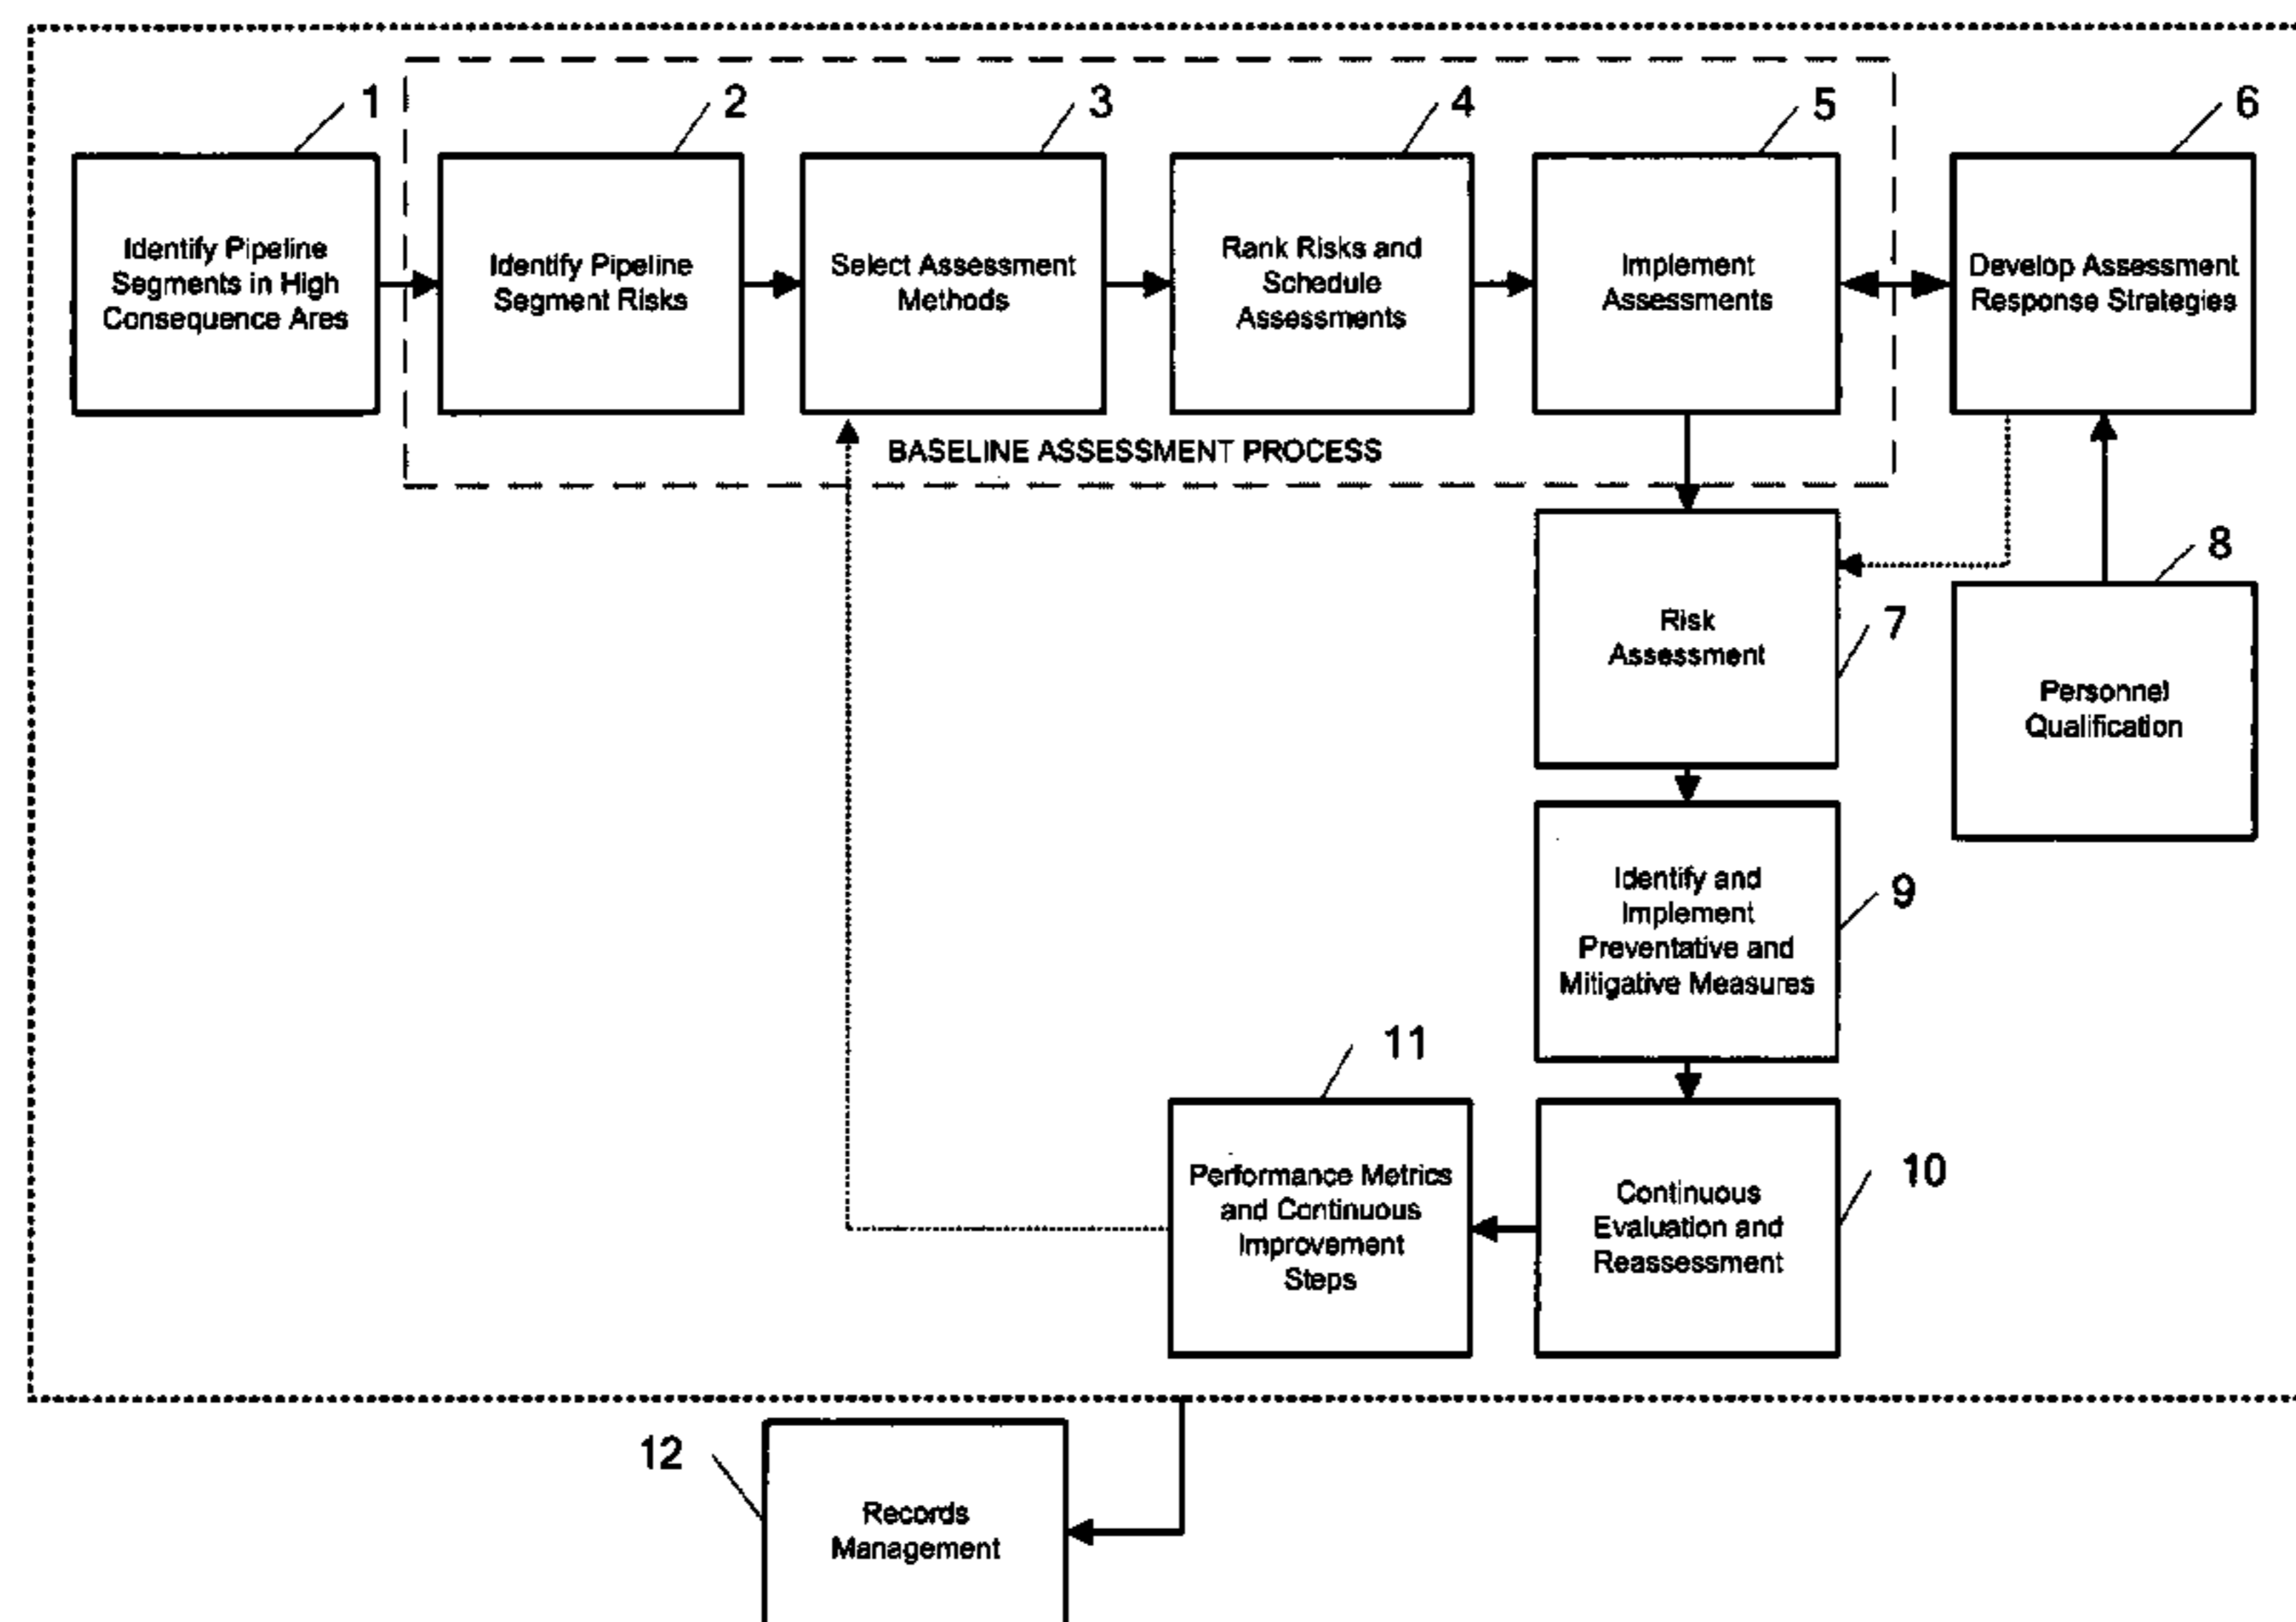 1
2
3
4
5
6
Identify Pipeline
Segments in High
Consequence Ares
Identify Pipeline
Segment Risks
Select Assessment
Methods
Rank Risks and
Schedule
Assessments
Implement
Assessments
Develop Assessment
Response Strategies
BASELINE ASSESSMENT PROCESS
8
Risk
Assessment
7
Personnel
Qualification
Identify and
Implement
Preventative and
Mitigative Measures
9
11
Performance Metrics
and Continuous
Improvement
Steps
Continuous
Evaluation and
Reassessment
10
12
Records
Management